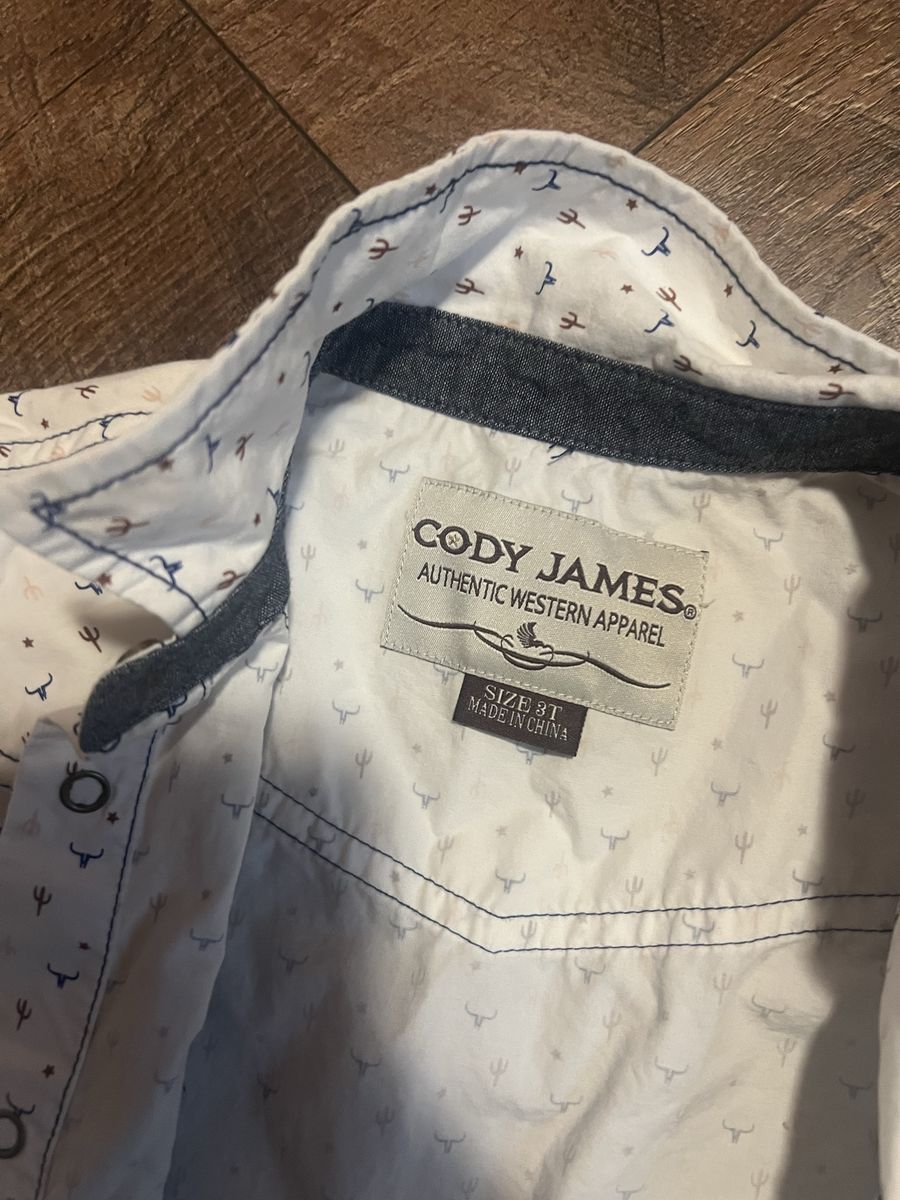 CODY JAMES®
AUTHENTIC WESTERN APPAREL
SIZE 3T
MADE IN CHINA